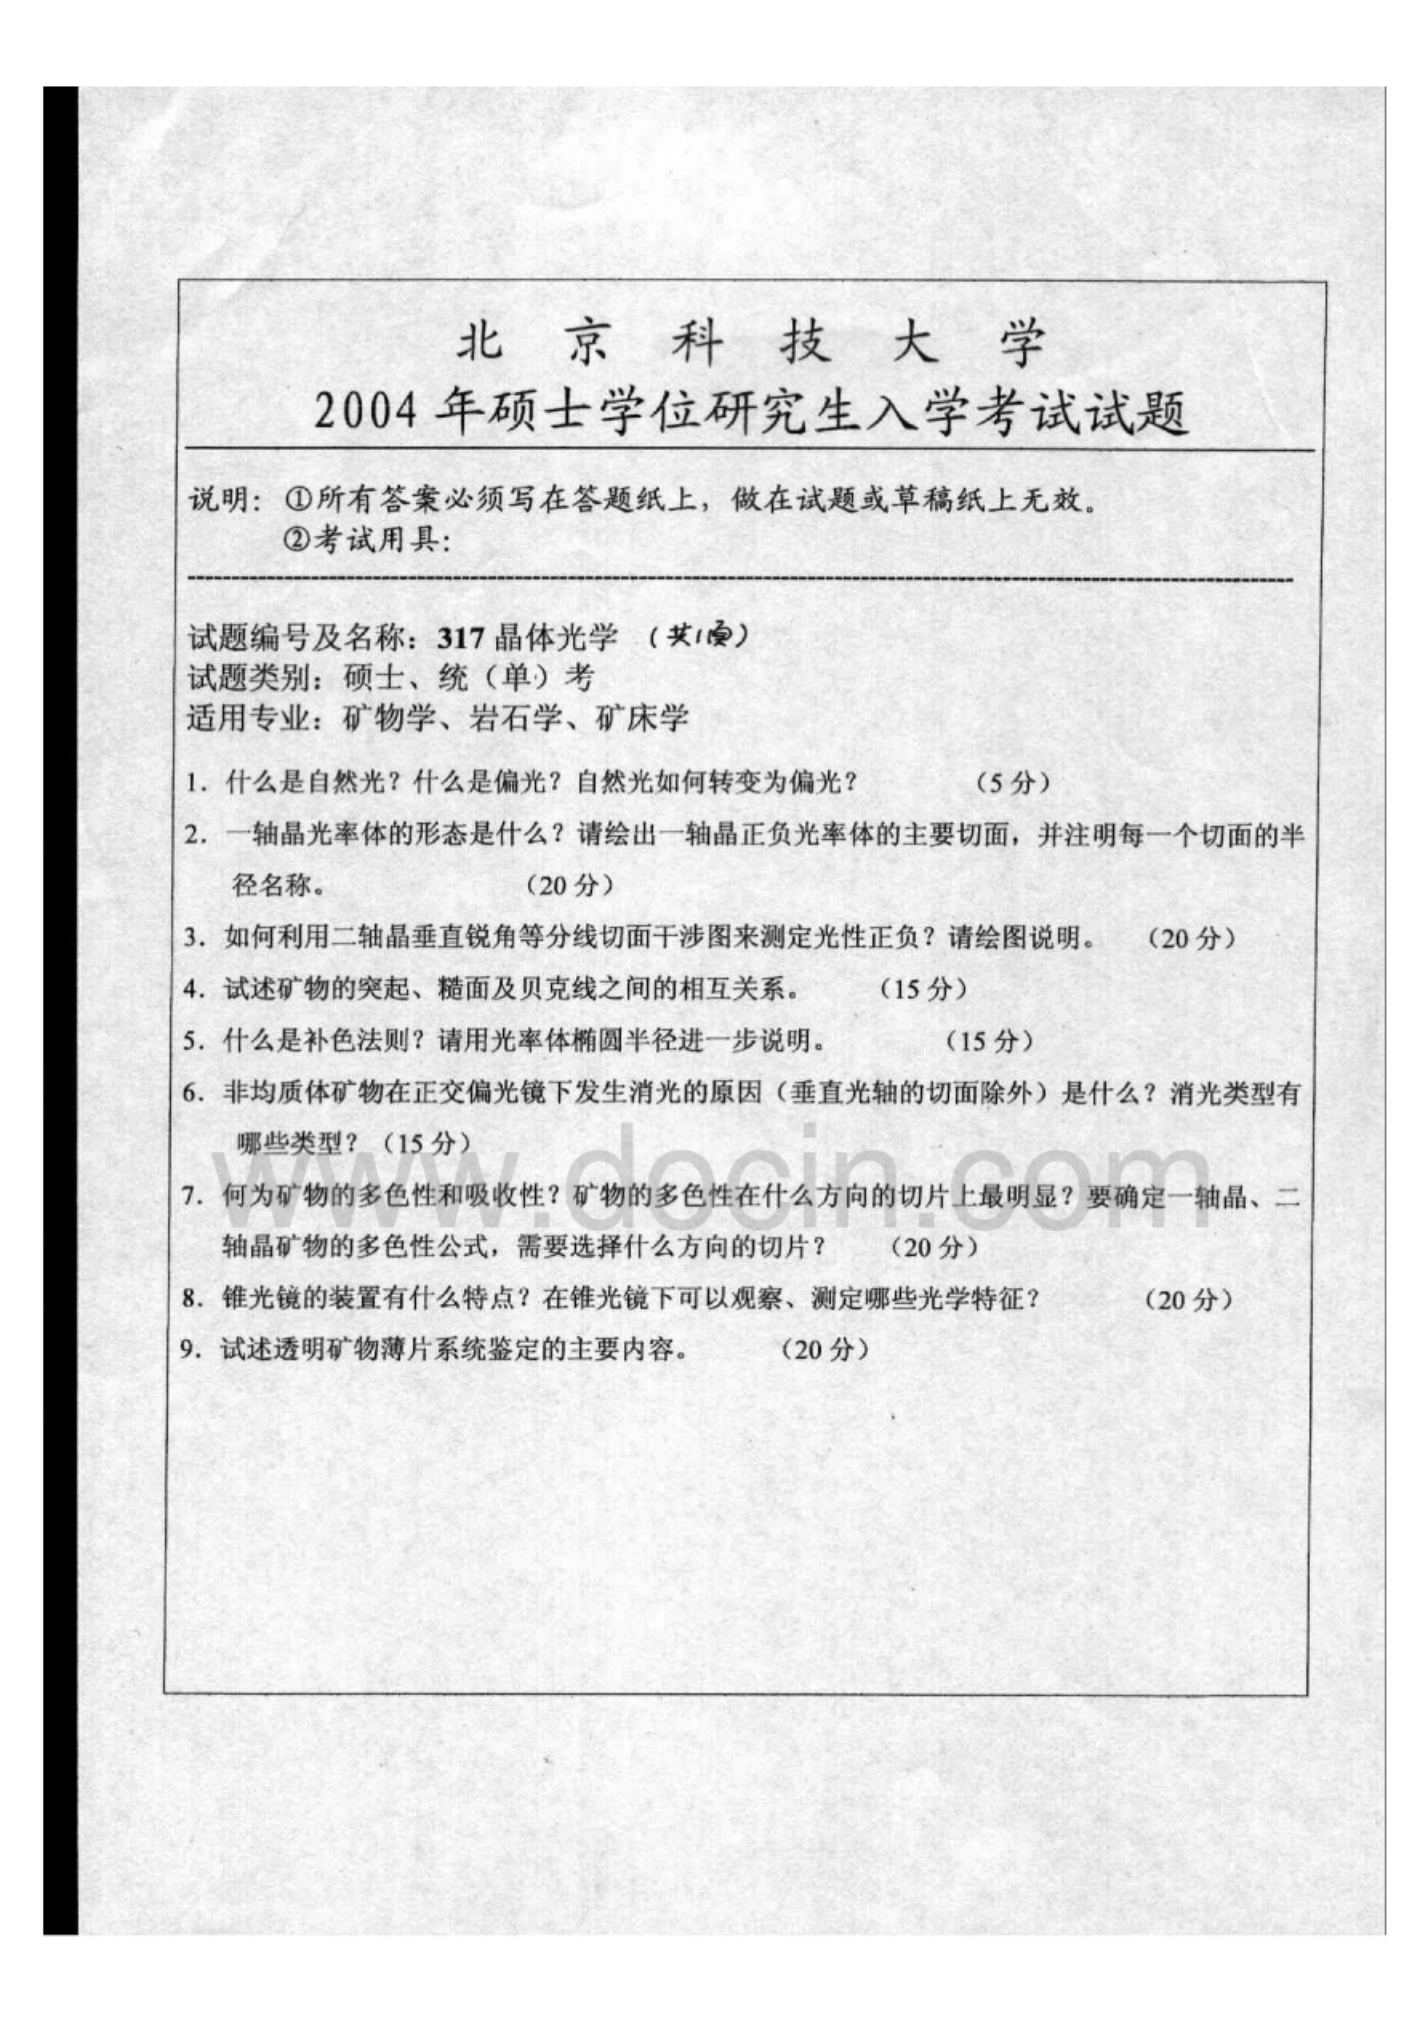 北京科技大学
2004 年硕士学位研究生入学考试试题
说明：①所有答案必须写在答题纸上，做在试题或草稿纸上无效。
②考试用具：
试题编号及名称：317 晶体光学 （共1页）
试题类别：硕士、统（单）考
适用专业：矿物学、岩石学、矿床学
1．什么是自然光？什么是偏光？自然光如何转变为偏光？ （5 分）
2．一轴晶光率体的形态是什么？请绘出一轴晶正负光率体的主要切面，并注明每一个切面的半
径名称。 （20 分）
3．如何利用二轴晶垂直锐角等分线切面干涉图来测定光性正负？请绘图说明。 （20 分）
4．试述矿物的突起、糙面及贝克线之间的相互关系。 （15 分）
5．什么是补色法则？请用光率体椭圆半径进一步说明。 （15 分）
6．非均质体矿物在正交偏光镜下发生消光的原因（垂直光轴的切面除外）是什么？消光类型有
哪些类型？（15 分）
www.docin.com
7．何为矿物的多色性和吸收性？矿物的多色性在什么方向的切片上最明显？要确定一轴晶、二
轴晶矿物的多色性公式，需要选择什么方向的切片？ （20 分）
8．锥光镜的装置有什么特点？在锥光镜下可以观察、测定哪些光学特征？ （20 分）
9．试述透明矿物薄片系统鉴定的主要内容。 （20 分）